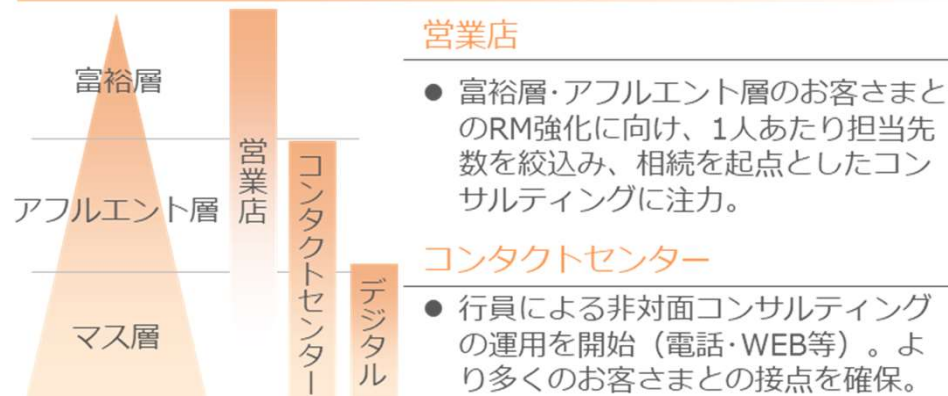 富裕層
アフルエント層
マス層
営業店
コンタクトセンター
デジタル
営業店
● 富裕層・アフルエント層のお客さまと
のRM強化に向け、1人あたり担当先
数を絞込み、相続を起点としたコン
サルティングに注力。
コンタクトセンター
● 行員による非対面コンサルティング
の運用を開始（電話・WEB等）。よ
り多くのお客さまとの接点を確保。